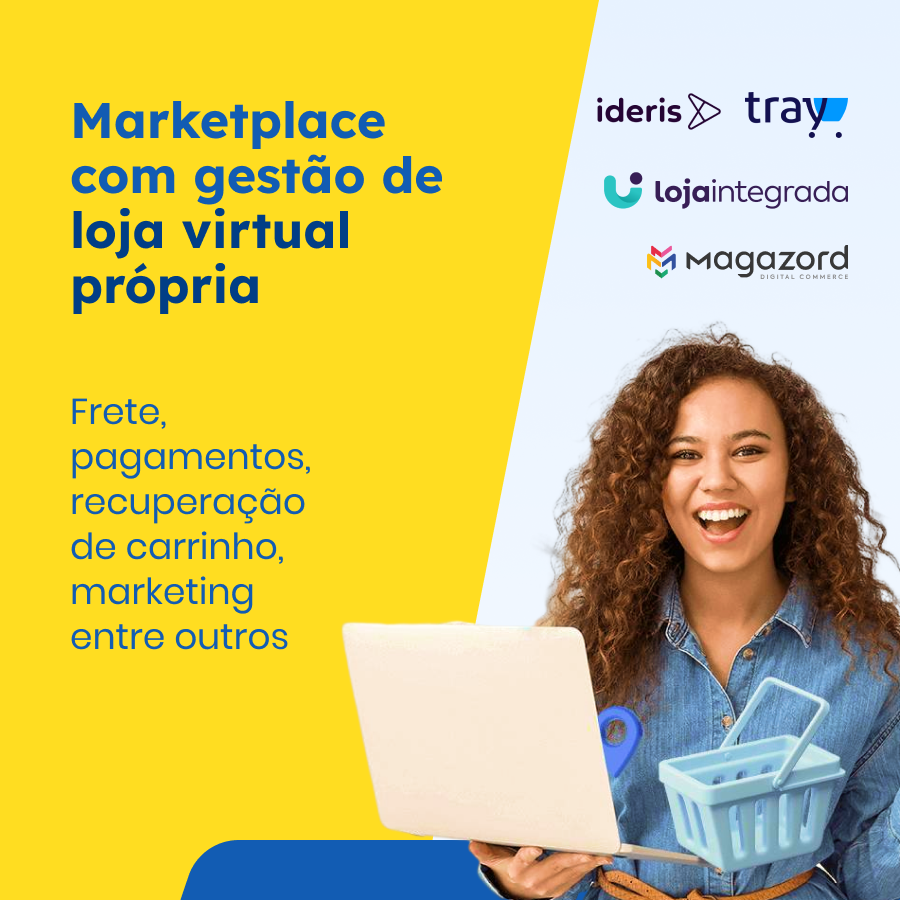 Marketplace
com gestão de
loja virtual
própria
Frete,
pagamentos,
recuperação
de carrinho,
marketing
entre outros
ideris
tray
lojaintegrada
magazord
DIGITAL COMMERCE